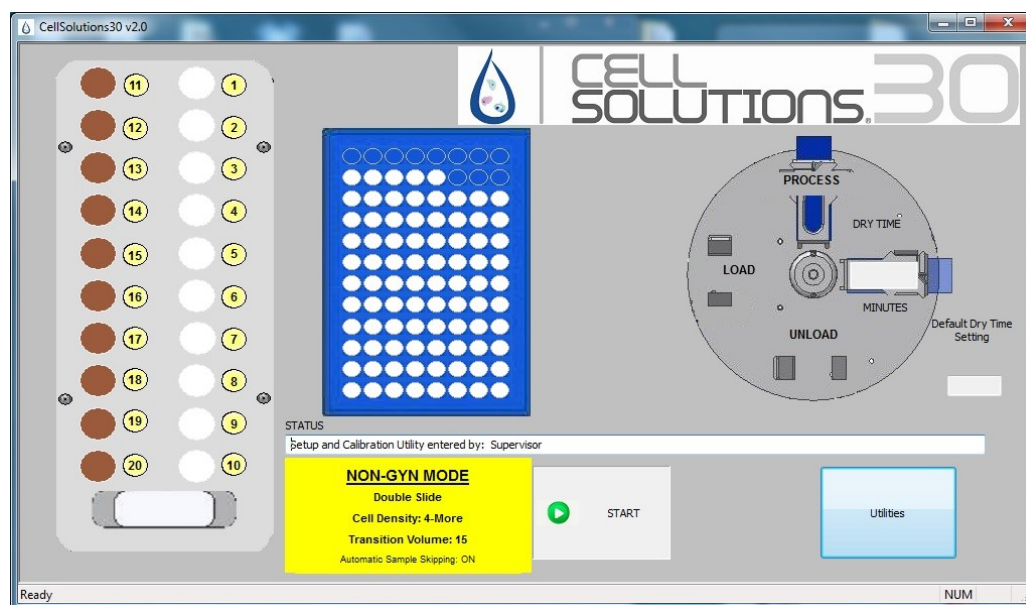 CellSolutions30 v2.0
CELL
SOLUTIONS® 30
11 1
12 2
13 3
14 4
15 5
16 6
17 7
18 8
19 9
20 10
PROCESS
DRY TIME
LOAD
MINUTES
UNLOAD
Default Dry Time
Setting
STATUS
Setup and Calibration Utility entered by: Supervisor
NON-GYN MODE
Double Slide
Cell Density: 4-More
Transition Volume: 15
Automatic Sample Skipping: ON
START
Utilities
Ready NUM